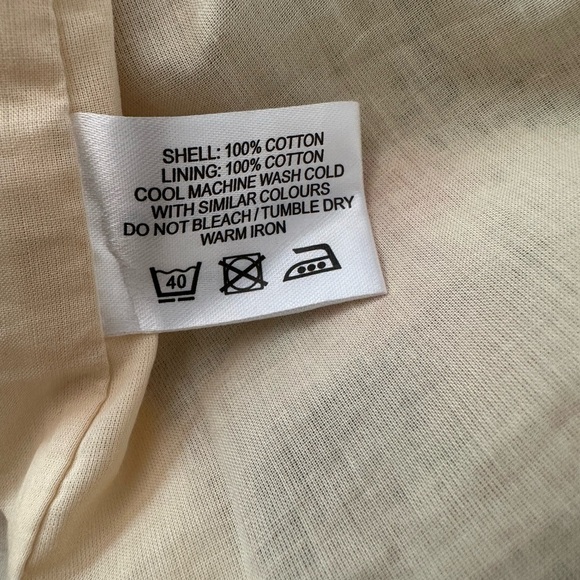 SHELL: 100% COTTON
LINING: 100% COTTON
COOL MACHINE WASH COLD
WITH SIMILAR COLOURS
DO NOT BLEACH / TUMBLE DRY
WARM IRON
40